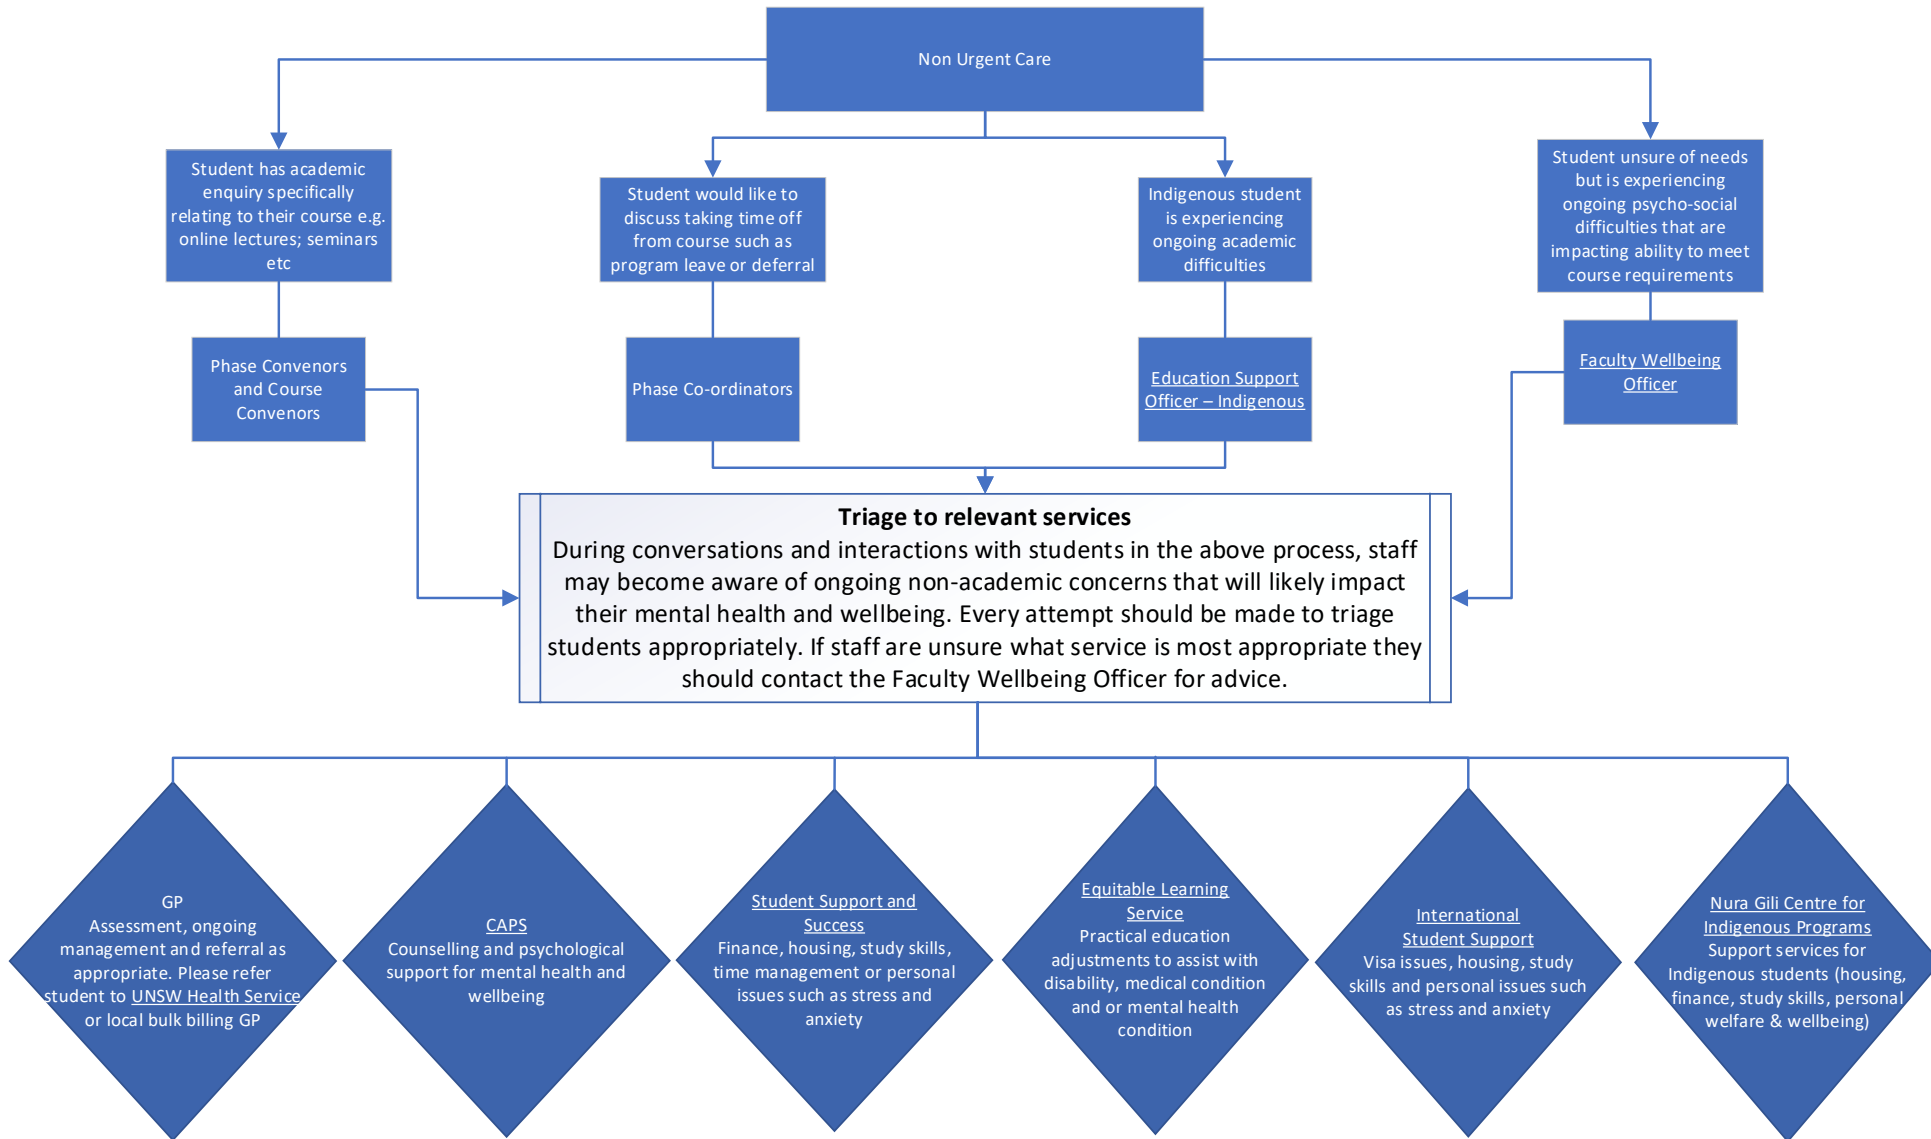 Non Urgent Care
Student has academic
enquiry specifically
relating to their course e.g.
online lectures; seminars
etc
Student would like to
discuss taking time off
from course such as
program leave or deferral
Indigenous student
is experiencing
ongoing academic
difficulties
Student unsure of needs
but is experiencing
ongoing psycho-social
difficulties that are
impacting ability to meet
course requirements
Phase Convenors
and Course
Convenors
Phase Co-ordinators
Education Support
Officer – Indigenous
Faculty Wellbeing
Officer
Triage to relevant services
During conversations and interactions with students in the above process, staff
may become aware of ongoing non-academic concerns that will likely impact
their mental health and wellbeing. Every attempt should be made to triage
students appropriately. If staff are unsure what service is most appropriate they
should contact the Faculty Wellbeing Officer for advice.
GP
Assessment, ongoing
management and referral as
appropriate. Please refer
student to UNSW Health Service
or local bulk billing GP
CAPS
Counselling and psychological
support for mental health and
wellbeing
Student Support and
Success
Finance, housing, study skills,
time management or personal
issues such as stress and
anxiety
Equitable Learning
Service
Practical education
adjustments to assist with
disability, medical condition
and or mental health
condition
International
Student Support
Visa issues, housing, study
skills and personal issues such
as stress and anxiety
Nura Gili Centre for
Indigenous Programs
Support services for
Indigenous students (housing,
finance, study skills, personal
welfare & wellbeing)